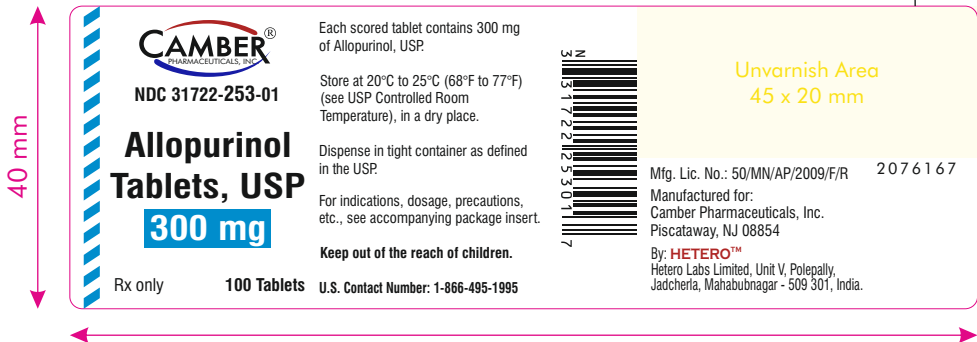 40 mm
CAMBER®
PHARMACEUTICALS, INC
NDC 31722-253-01
Allopurinol
Tablets, USP
300 mg
Rx only 100 Tablets
Each scored tablet contains 300 mg
of Allopurinol, USP.
Store at 20°C to 25°C (68°F to 77°F)
(see USP Controlled Room
Temperature), in a dry place.
Dispense in tight container as defined
in the USP.
For indications, dosage, precautions,
etc., see accompanying package insert.
Keep out of the reach of children.
U.S. Contact Number: 1-866-495-1995
N
3 31722 25301 7
Unvarnish Area
45 x 20 mm
Mfg. Lic. No.: 50/MN/AP/2009/F/R 2076167
Manufactured for:
Camber Pharmaceuticals, Inc.
Piscataway, NJ 08854
By: HETERO™
Hetero Labs Limited, Unit V, Polepally,
Jadcherla, Mahabubnagar - 509 301, India.